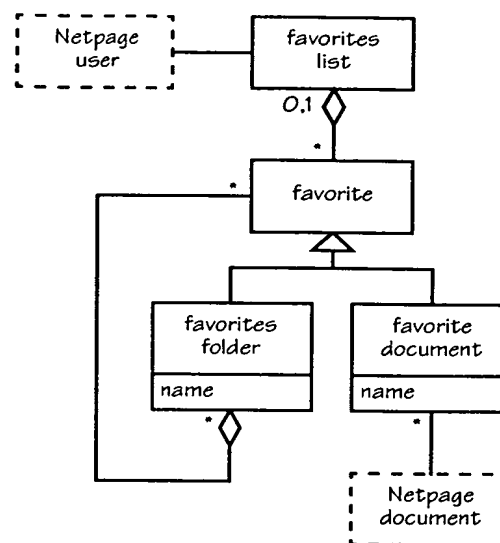 Netpage
user
favorites
list
0,1
*
*
favorite
favorites
folder
name
favorite
document
name
*
*
Netpage
document